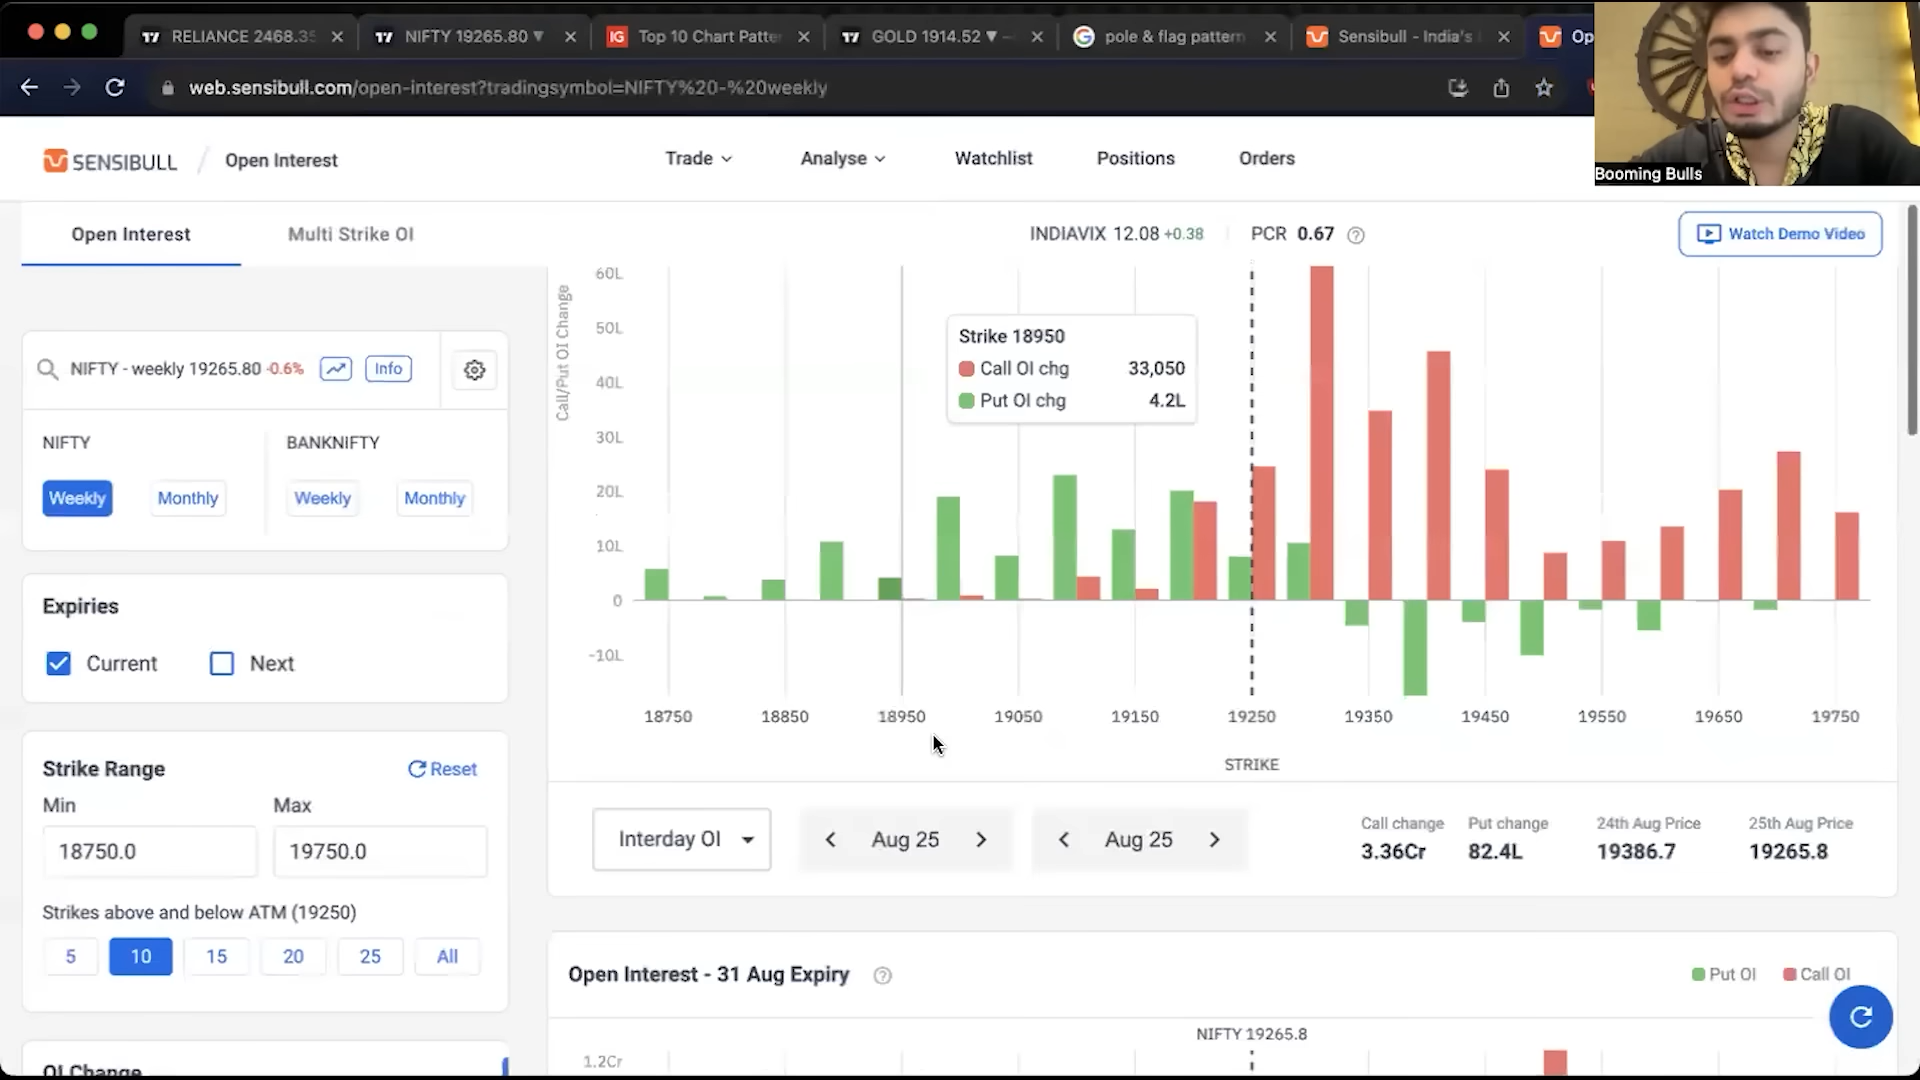 RELIANCE 2468.35
NIFTY 19265.80 ▼
IG Top 10 Chart Patte
GOLD 1914.52 ▼
pole & flag pattern
Sensibull - India's
Op
web.sensibull.com/open-interest?tradingsymbol=NIFTY%20-%20weekly
Booming Bulls
SENSIBULL / Open Interest
Trade
Analyse
Watchlist
Positions
Orders
Open Interest
Multi Strike OI
INDIAVIX 12.08 +0.38
PCR 0.67
Watch Demo Video
NIFTY - weekly 19265.80 -0.6%
Info
NIFTY
BANKNIFTY
Weekly
Monthly
Weekly
Monthly
Expiries
Current
Next
Strike Range
Reset
Min
Max
18750.0
19750.0
Strikes above and below ATM (19250)
5
10
15
20
25
All
OI Change
Call/Put OI Change
60L
50L
40L
30L
20L
10L
0
-10L
Strike 18950
Call OI chg 33,050
Put OI chg 4.2L
18750
18850
18950
19050
19150
19250
19350
19450
19550
19650
19750
STRIKE
Interday OI
Aug 25
Aug 25
Call change
3.36Cr
Put change
82.4L
24th Aug Price
19386.7
25th Aug Price
19265.8
Open Interest - 31 Aug Expiry
Put OI
Call OI
NIFTY 19265.8
1.2Cr